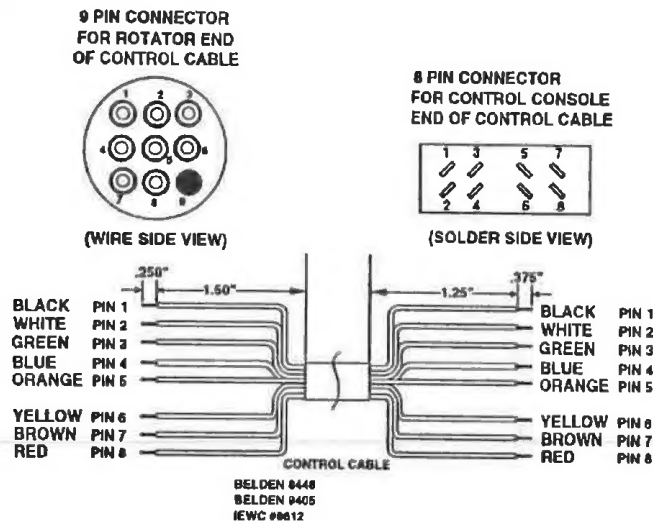 9 PIN CONNECTOR
FOR ROTATOR END
OF CONTROL CABLE
1 2 3
4 5 6
7 8 9
(WIRE SIDE VIEW)
8 PIN CONNECTOR
FOR CONTROL CONSOLE
END OF CONTROL CABLE
1 3 5 7
2 4 6 8
(SOLDER SIDE VIEW)
.250" 1.50"
1.25" .375"
BLACK PIN 1
WHITE PIN 2
GREEN PIN 3
BLUE PIN 4
ORANGE PIN 5
YELLOW PIN 6
BROWN PIN 7
RED PIN 8
BLACK PIN 1
WHITE PIN 2
GREEN PIN 3
BLUE PIN 4
ORANGE PIN 5
YELLOW PIN 6
BROWN PIN 7
RED PIN 8
CONTROL CABLE
BELDEN 8448
BELDEN 9405
IEWC #8612